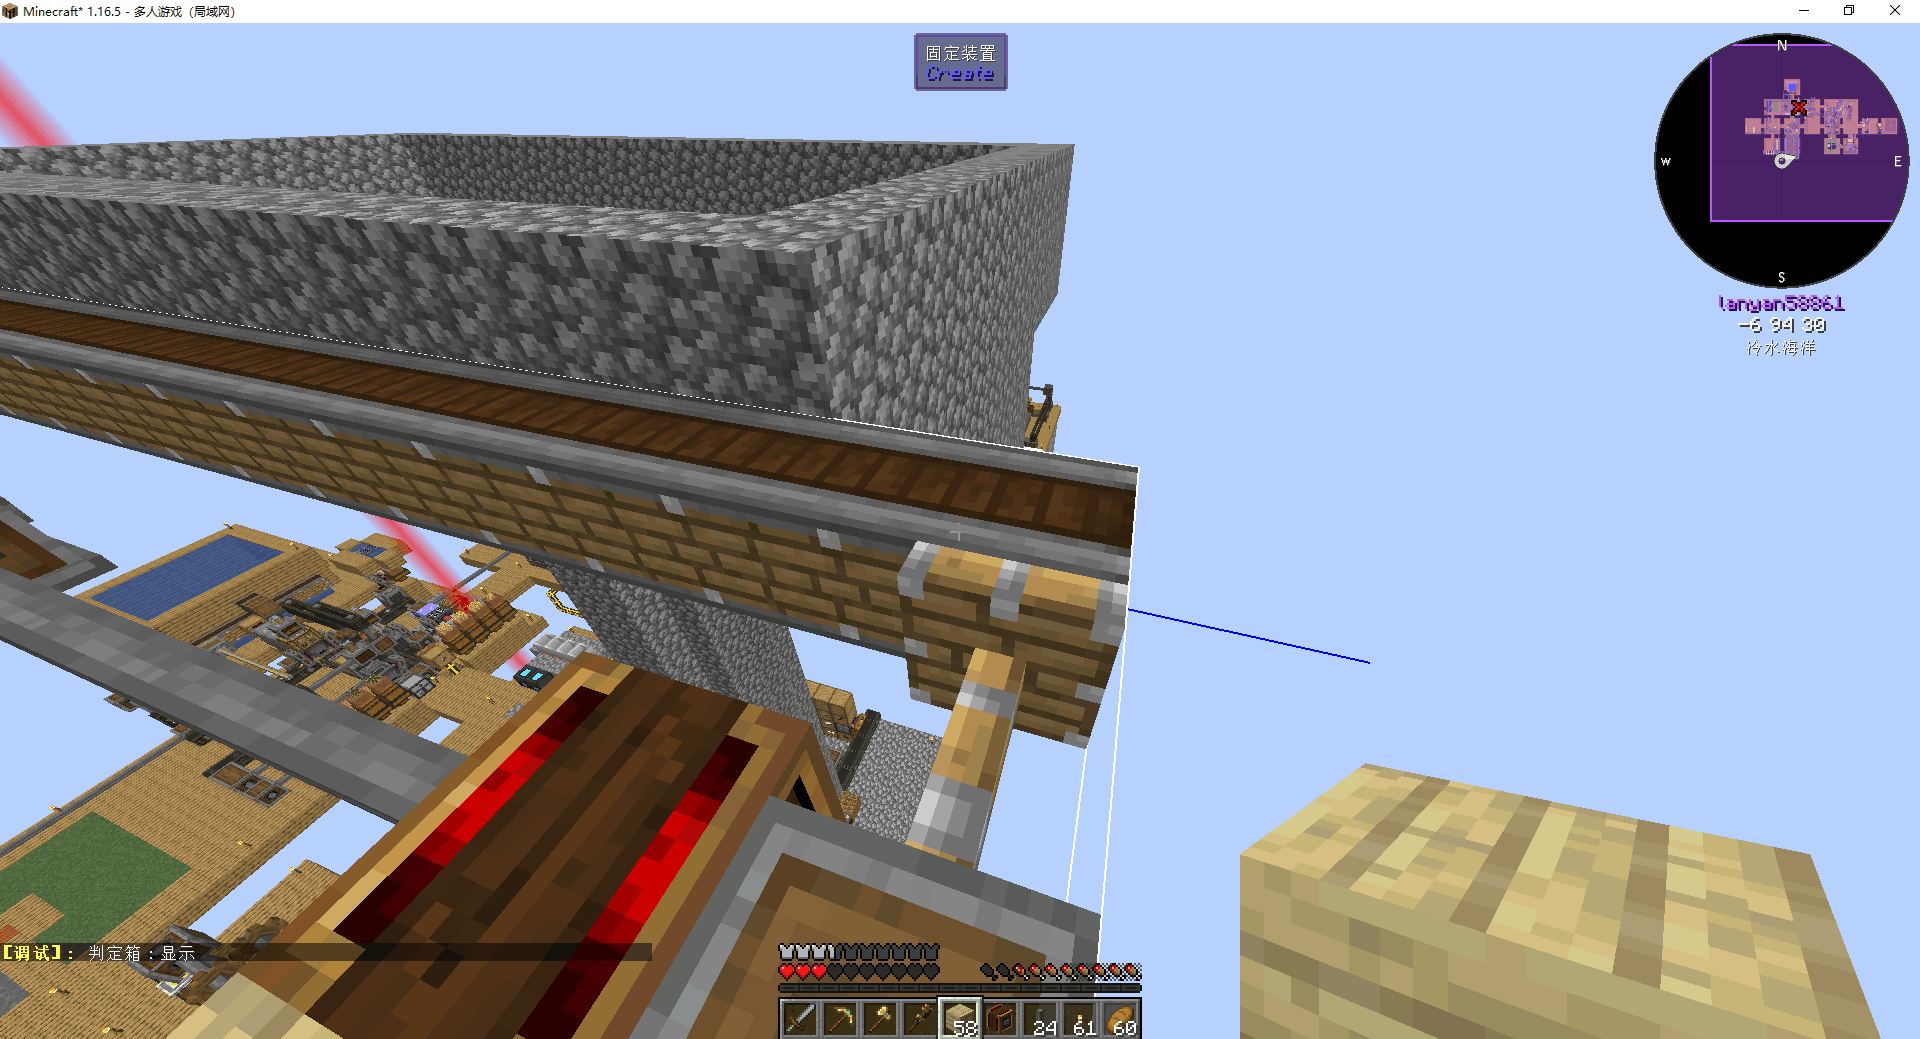 Minecraft* 1.16.5 - 多人游戏（局域网）
固定装置
Create
N
W
E
S
lanyan58861
-6 94 30
冷水海洋
[调试]：判定箱：显示
58
24
61
60